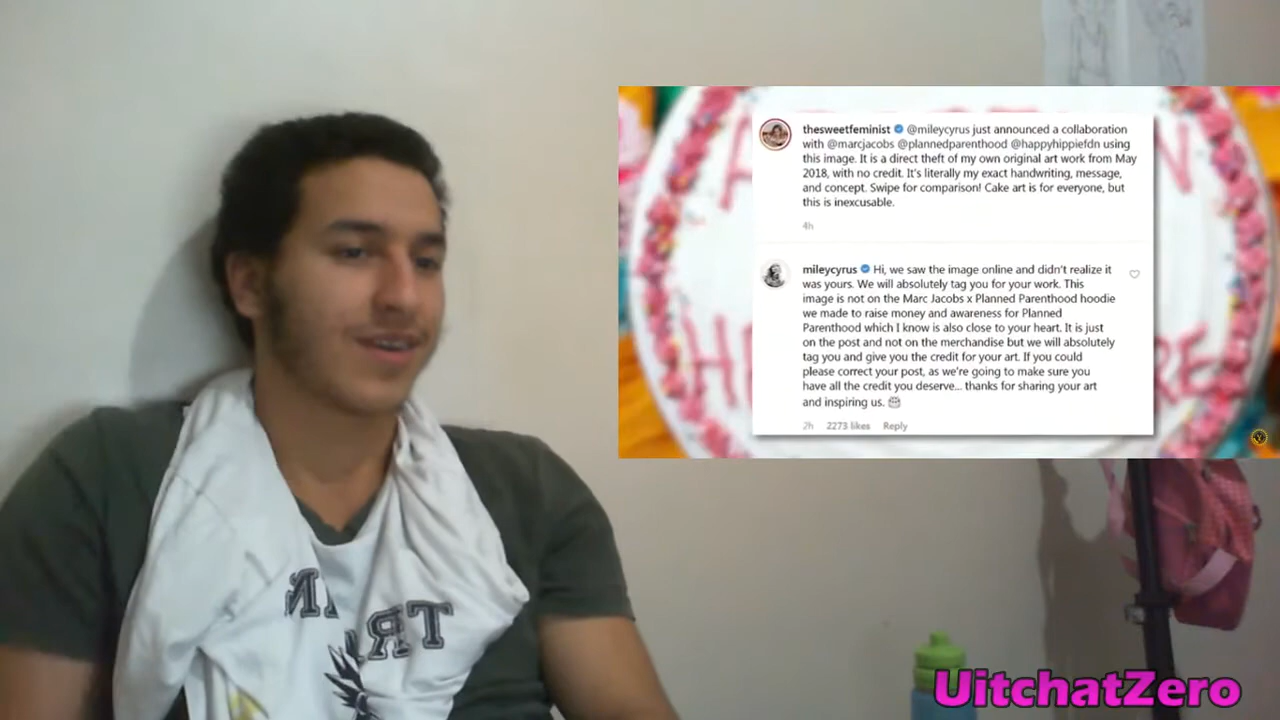 thesweetfeminist @mileycyrus just announced a collaboration
with @marcjacobs @plannedparenthood @happyhippiefdn using
this image. It is a direct theft of my own original art work from May
2018, with no credit. It's literally my exact handwriting, message,
and concept. Swipe for comparison! Cake art is for everyone, but
this is inexcusable.
4h
mileycyrus Hi, we saw the image online and didn't realize it
was yours. We will absolutely tag you for your work. This
image is not on the Marc Jacobs x Planned Parenthood hoodie
we made to raise money and awareness for Planned
Parenthood which I know is also close to your heart. It is just
on the post and not on the merchandise but we will absolutely
tag you and give you the credit for your art. If you could
please correct your post, as we're going to make sure you
have all the credit you deserve... thanks for sharing your art
and inspiring us.
2h 2273 likes Reply
UitchatZero